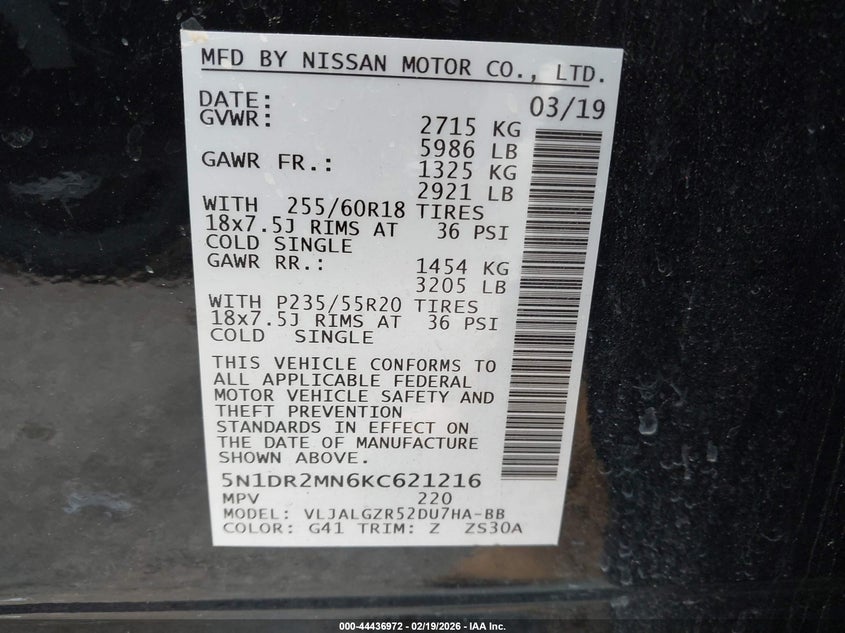 MFD BY NISSAN MOTOR CO., LTD.
DATE: 03/19
GVWR: 2715 KG
5986 LB
GAWR FR.: 1325 KG
2921 LB
WITH 255/60R18 TIRES
18x7.5J RIMS AT 36 PSI
COLD SINGLE
GAWR RR.: 1454 KG
3205 LB
WITH P235/55R20 TIRES
18x7.5J RIMS AT 36 PSI
COLD SINGLE
THIS VEHICLE CONFORMS TO
ALL APPLICABLE FEDERAL
MOTOR VEHICLE SAFETY AND
THEFT PREVENTION
STANDARDS IN EFFECT ON
THE DATE OF MANUFACTURE
SHOWN ABOVE.
5N1DR2MN6KC621216
MPV 220
MODEL: VLJALGZR52DU7HA-BB
COLOR: G41 TRIM: Z ZS30A
000-44436972 - 02/19/2026 - IAA Inc.